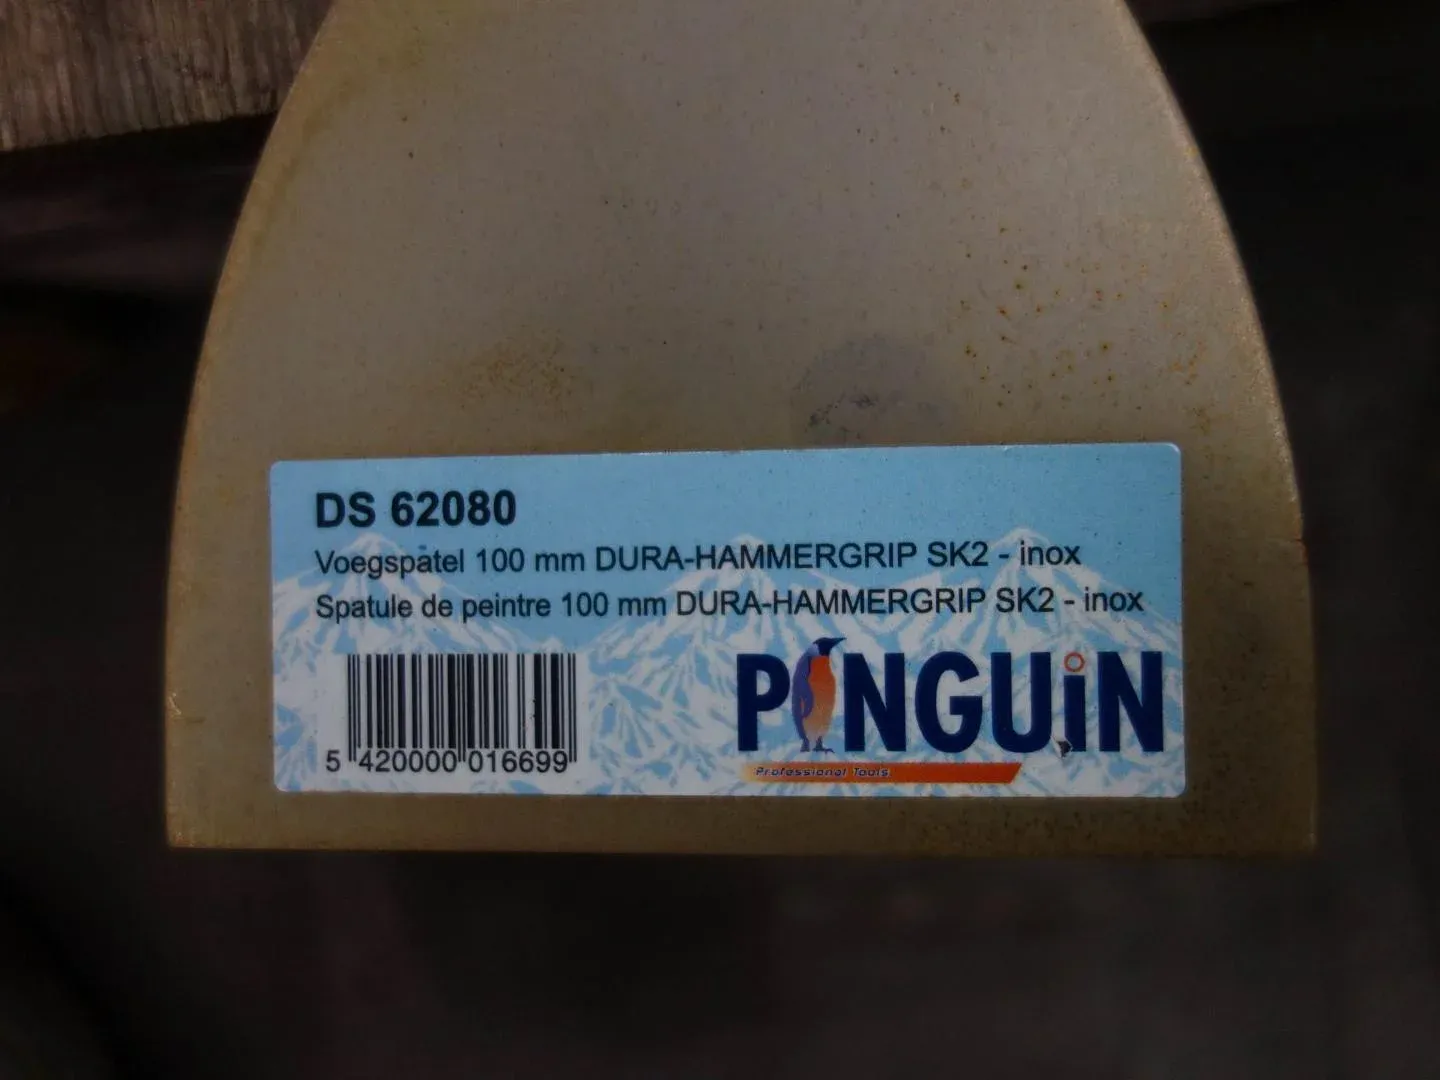 DS 62080
Voegspatel 100 mm DURA-HAMMERGRIP SK2 - inox
Spatule de peintre 100 mm DURA-HAMMERGRIP SK2 - inox
5 420000 016699
PINGUiN
Professional Tools